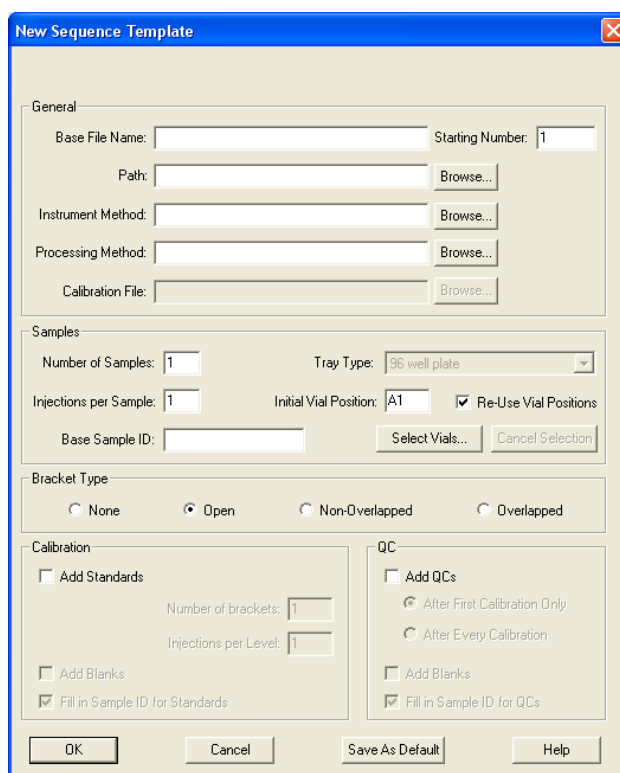 New Sequence Template
General
Base File Name: Starting Number: 1
Path: Browse...
Instrument Method: Browse...
Processing Method: Browse...
Calibration File: Browse...
Samples
Number of Samples: 1 Tray Type: 96 well plate
Injections per Sample: 1 Initial Vial Position: A1 Re-Use Vial Positions
Base Sample ID: Select Vials... Cancel Selection
Bracket Type
None Open Non-Overlapped Overlapped
Calibration QC
Add Standards Add QCs
Number of brackets: 1 After First Calibration Only
Injections per Level: 1 After Every Calibration
Add Blanks Add Blanks
Fill in Sample ID for Standards Fill in Sample ID for QCs
OK Cancel Save As Default Help